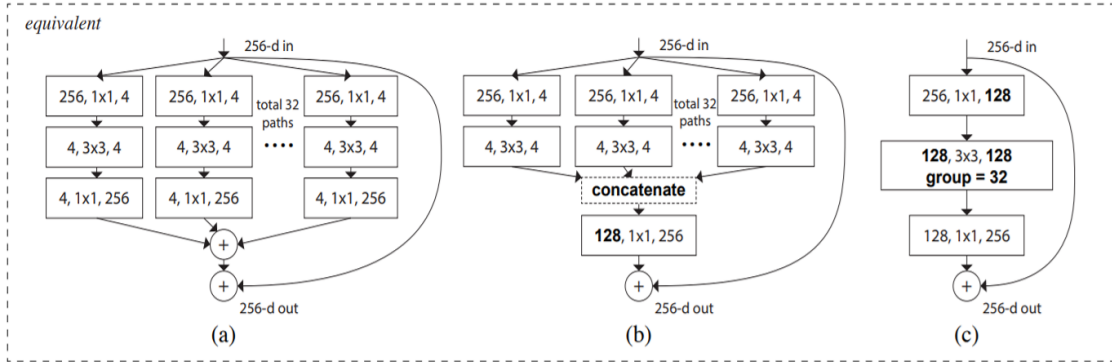 equivalent
256-d in
256, 1x1, 4
256, 1x1, 4
256, 1x1, 4
total 32
paths
4, 3x3, 4
4, 3x3, 4
....
4, 3x3, 4
4, 1x1, 256
4, 1x1, 256
4, 1x1, 256
+
+
256-d out
(a)
256-d in
256, 1x1, 4
256, 1x1, 4
256, 1x1, 4
total 32
paths
4, 3x3, 4
4, 3x3, 4
....
4, 3x3, 4
concatenate
128, 1x1, 256
+
256-d out
(b)
256-d in
256, 1x1, 128
128, 3x3, 128
group = 32
128, 1x1, 256
+
256-d out
(c)